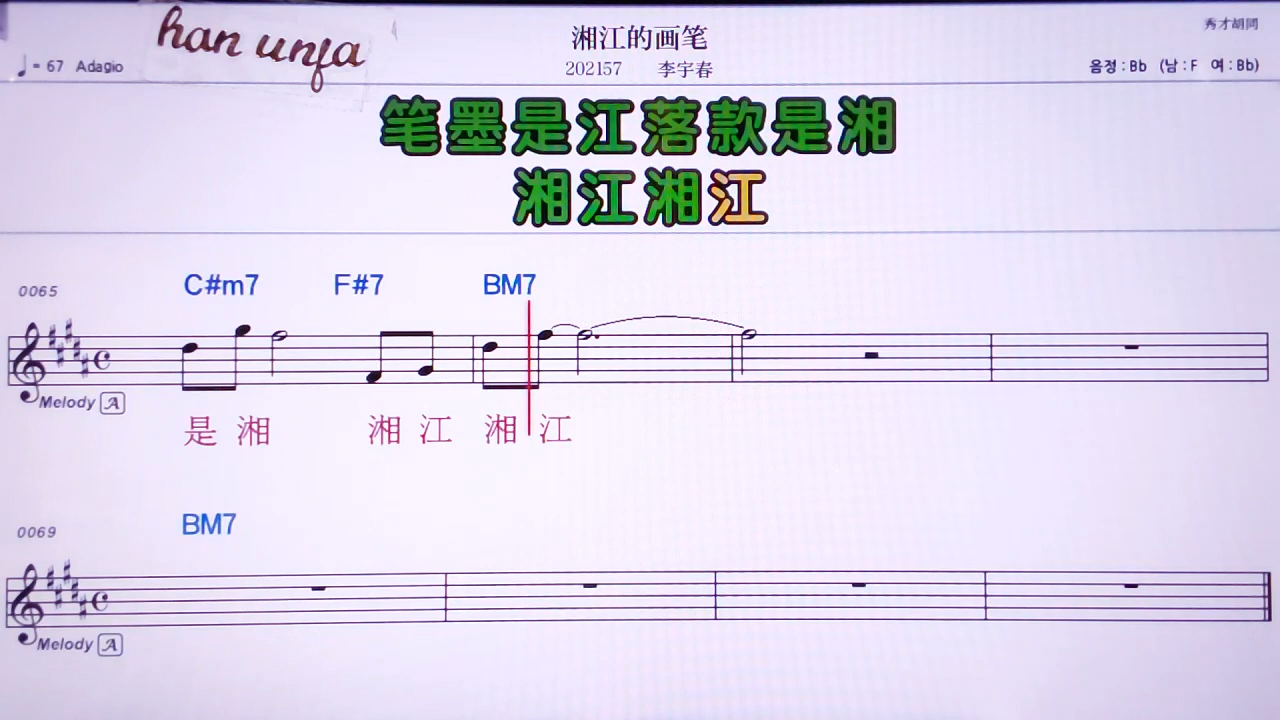 han unfa
湘江的画笔
秀才胡同
= 67 Adagio
202157 李宇春
음정 : Bb (남 : F 여 : Bb)
笔墨是江落款是湘
湘江湘江
C#m7 F#7 BM7
0065
Melody A
是 湘 湘 江 湘 江
BM7
0069
Melody A